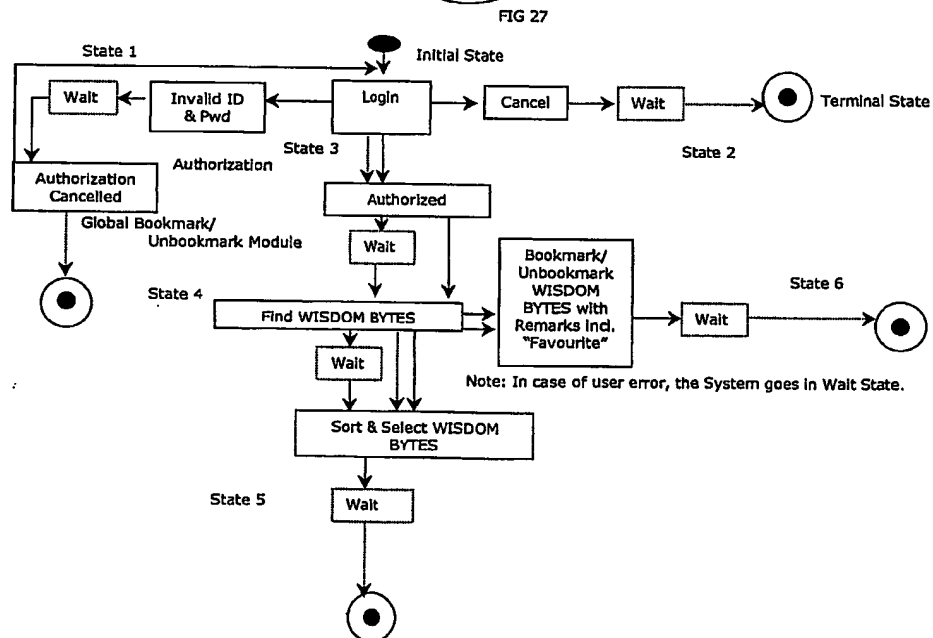 FIG 27
State 1
Initial State
Wait
Invalid ID
& Pwd
Login
Cancel
Wait
Terminal State
State 3
State 2
Authorization
Authorization
Cancelled
Authorized
Global Bookmark/
Unbookmark Module
Wait
Bookmark/
Unbookmark
WISDOM
BYTES with
Remarks incl.
"Favourite"
State 6
State 4
Find WISDOM BYTES
Wait
Wait
Note: In case of user error, the System goes in Wait State.
Sort & Select WISDOM
BYTES
State 5
Wait